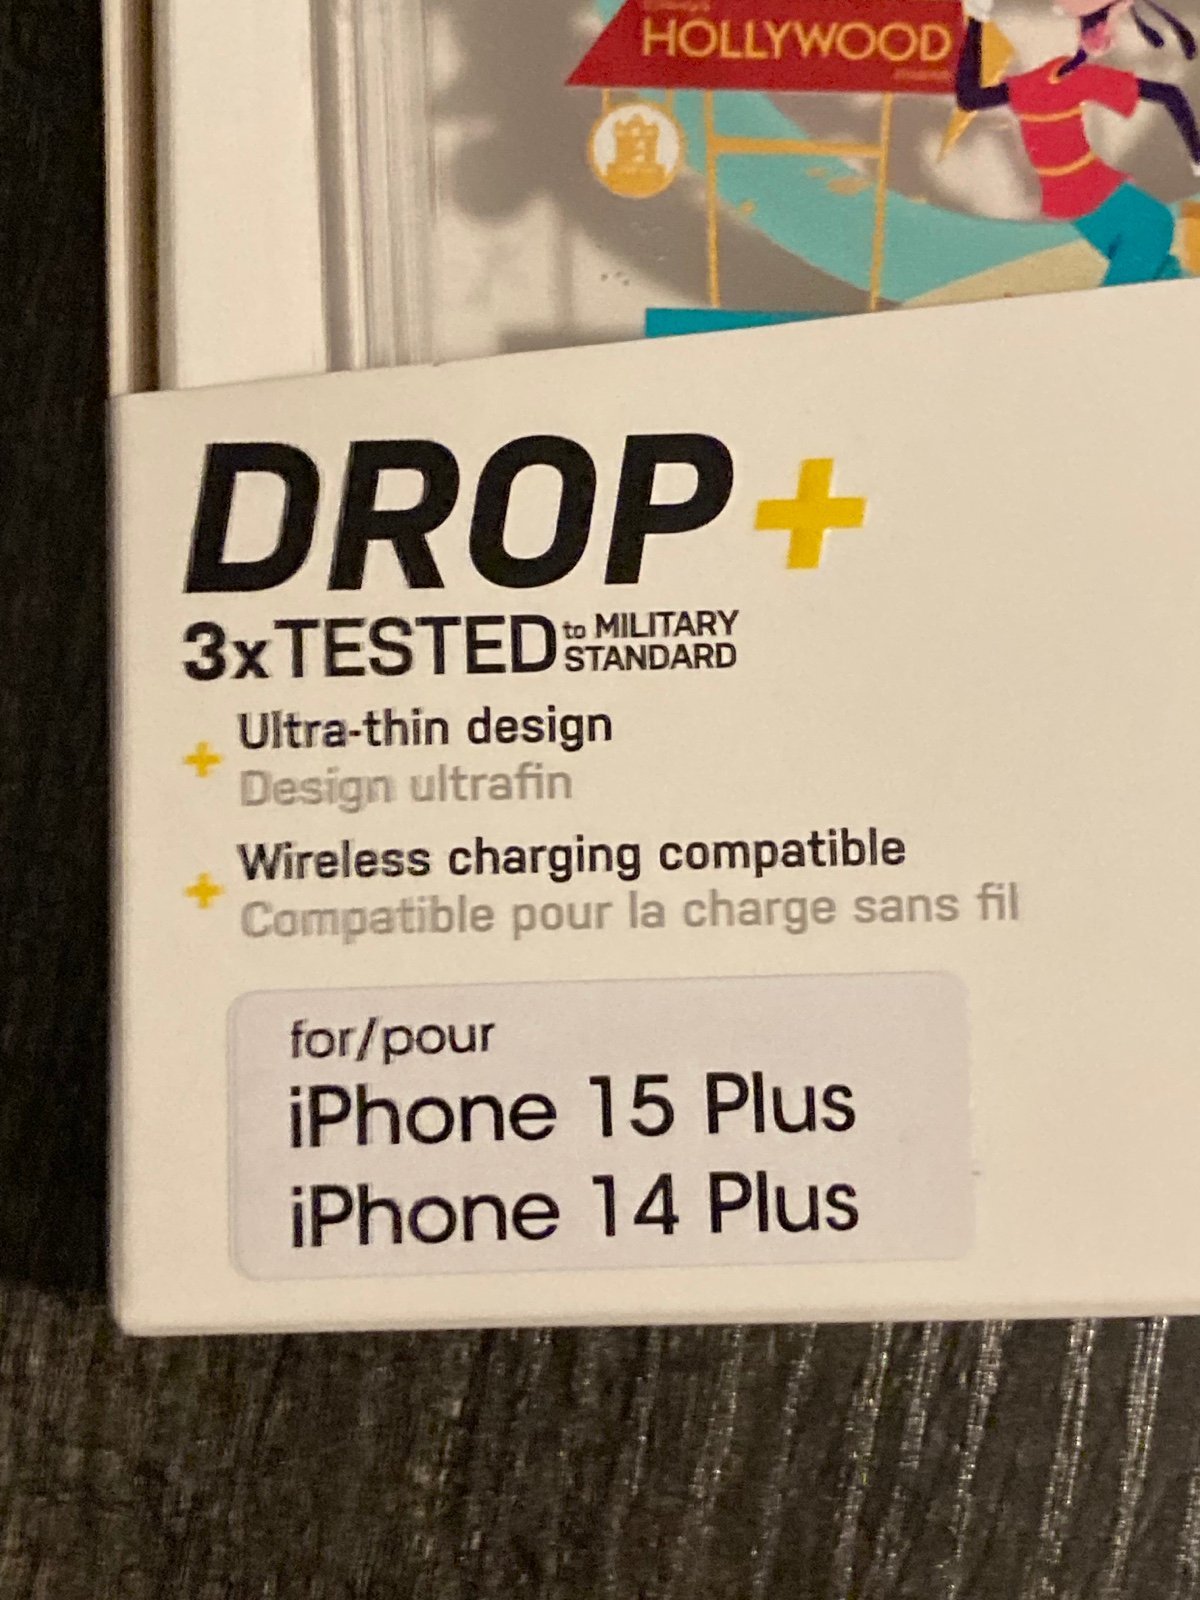 HOLLYWOOD
DROP+
3xTESTED to MILITARY STANDARD
+ Ultra-thin design
Design ultrafin
+ Wireless charging compatible
Compatible pour la charge sans fil
for/pour
iPhone 15 Plus
iPhone 14 Plus